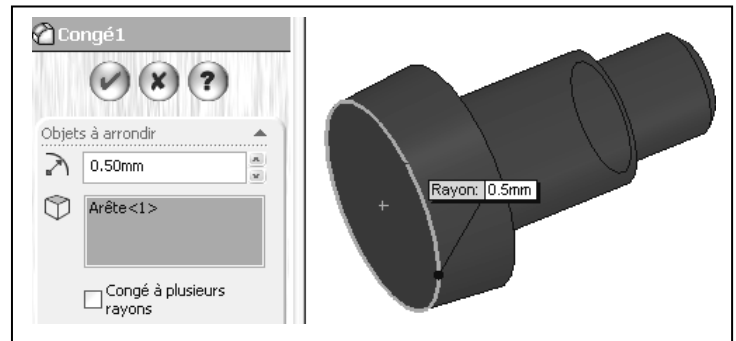 Congé1
?
Objets à arrondir
0.50mm
Arête<1>
Congé à plusieurs
rayons
Rayon: 0.5mm